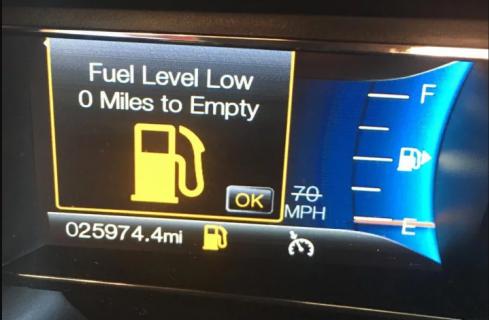 Fuel Level Low
0 Miles to Empty
OK
F
70
MPH
E
025974.4mi